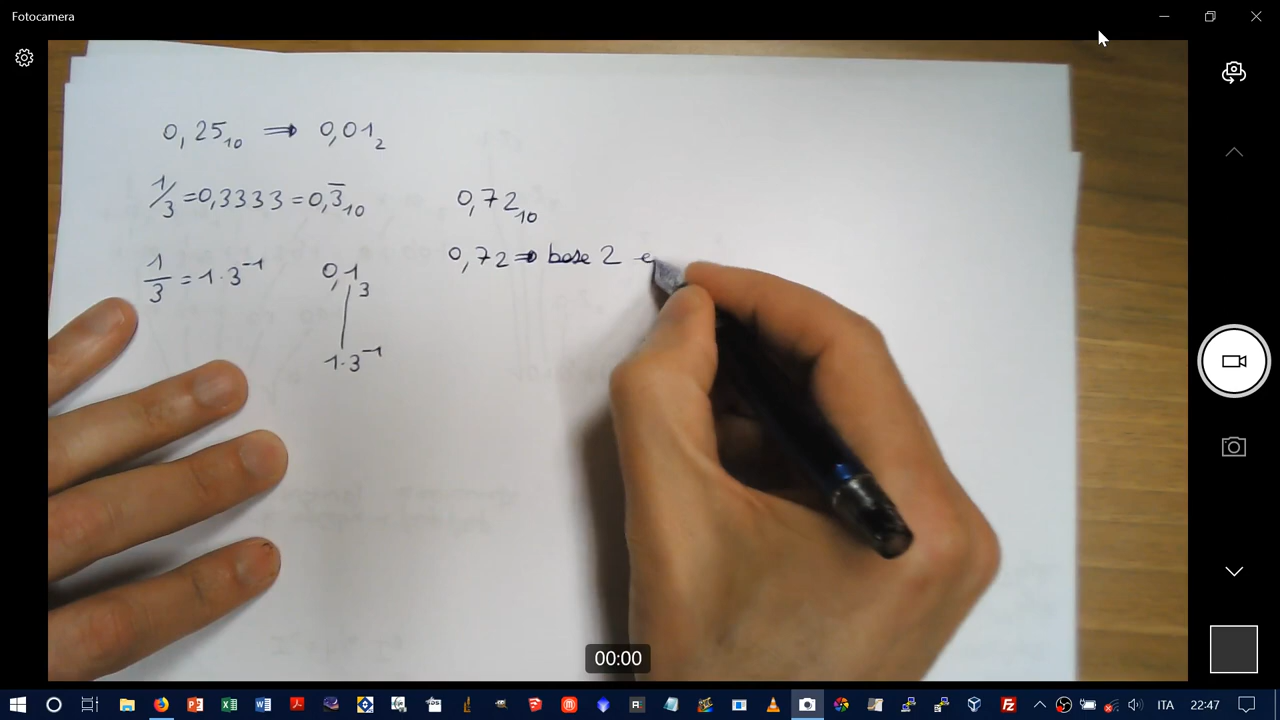 Fotocamera
0,25₁₀ ⇒ 0,01₂
1/3 = 0,3333 = 0,3̅₁₀
1/3 = 1·3⁻¹
0,1₃
1·3⁻¹
0,72₁₀
0,72 ⇒ base 2 e
00:00
ITA 22:47